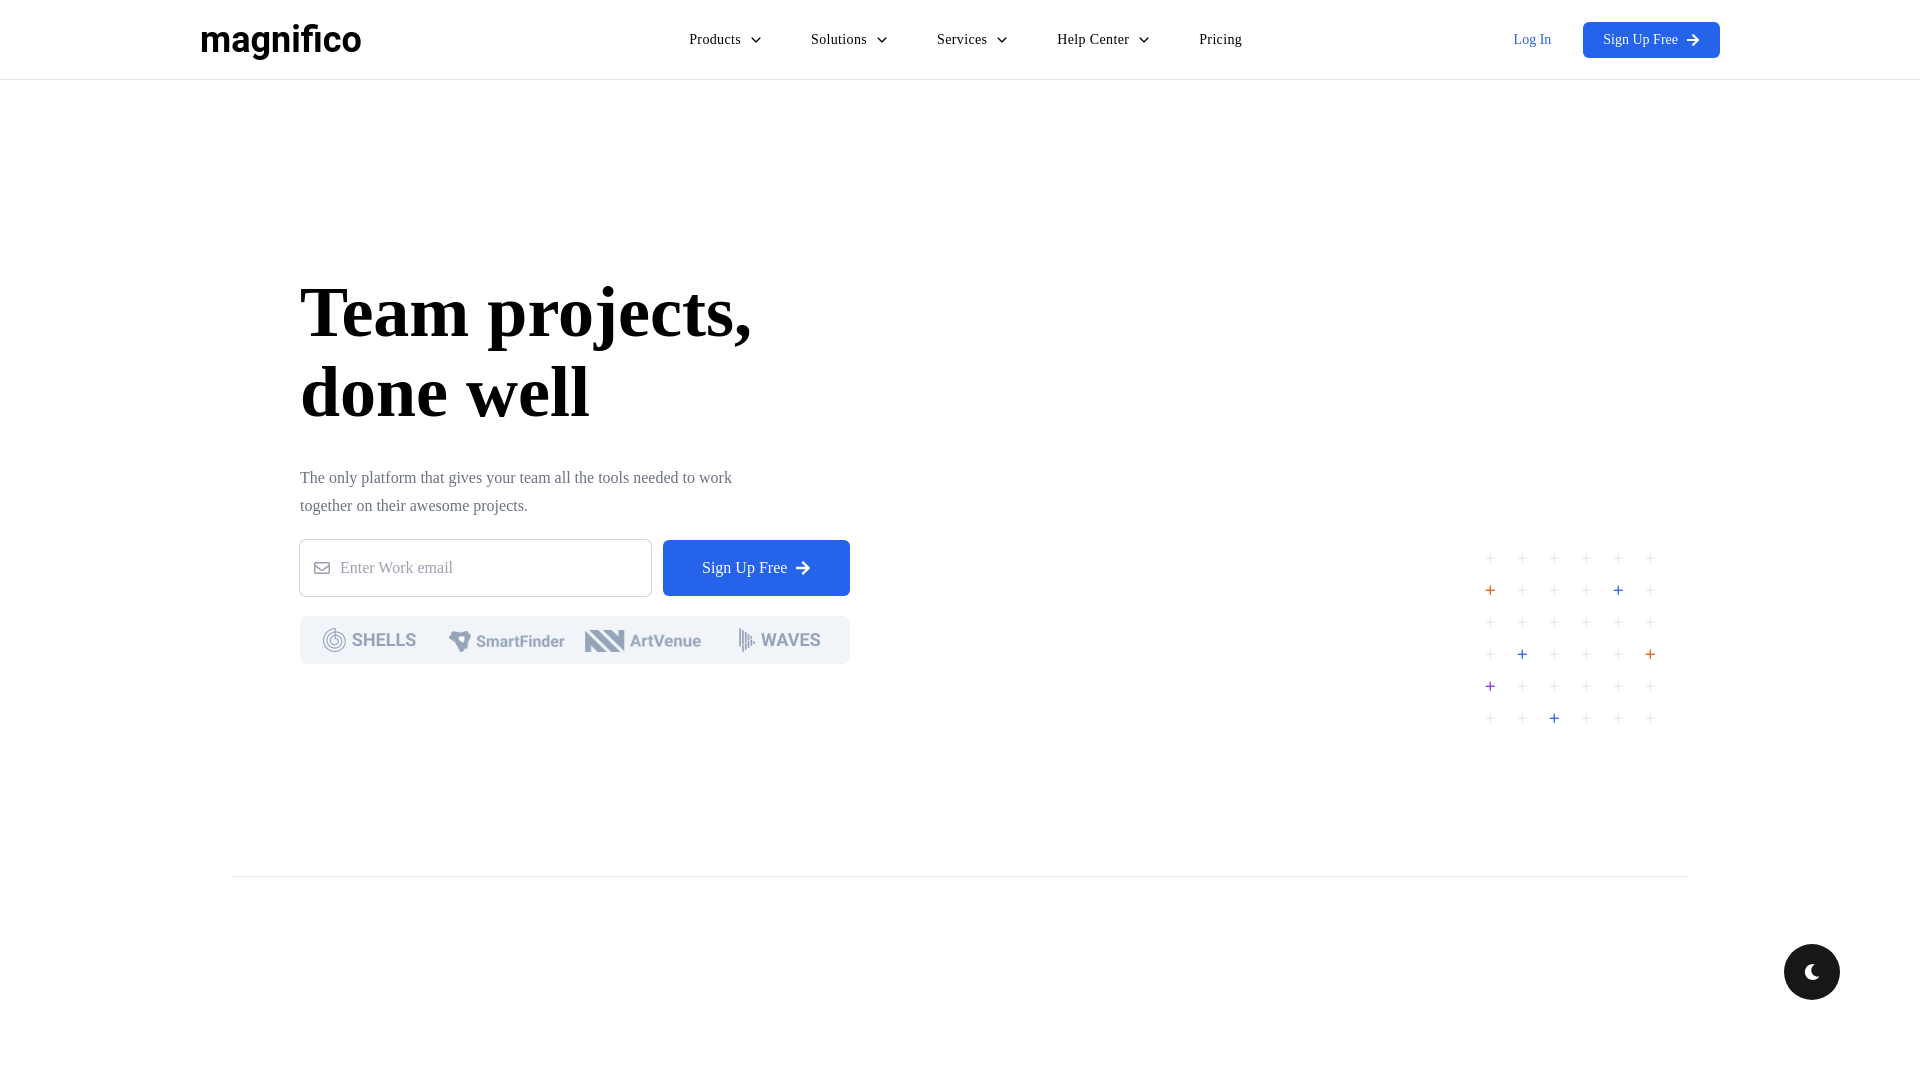 magnifico
Products
Solutions
Services
Help Center
Pricing
Log In
Sign Up Free
Team projects,
done well
The only platform that gives your team all the tools needed to work
together on their awesome projects.
Enter Work email
Sign Up Free
SHELLS
SmartFinder
ArtVenue
WAVES